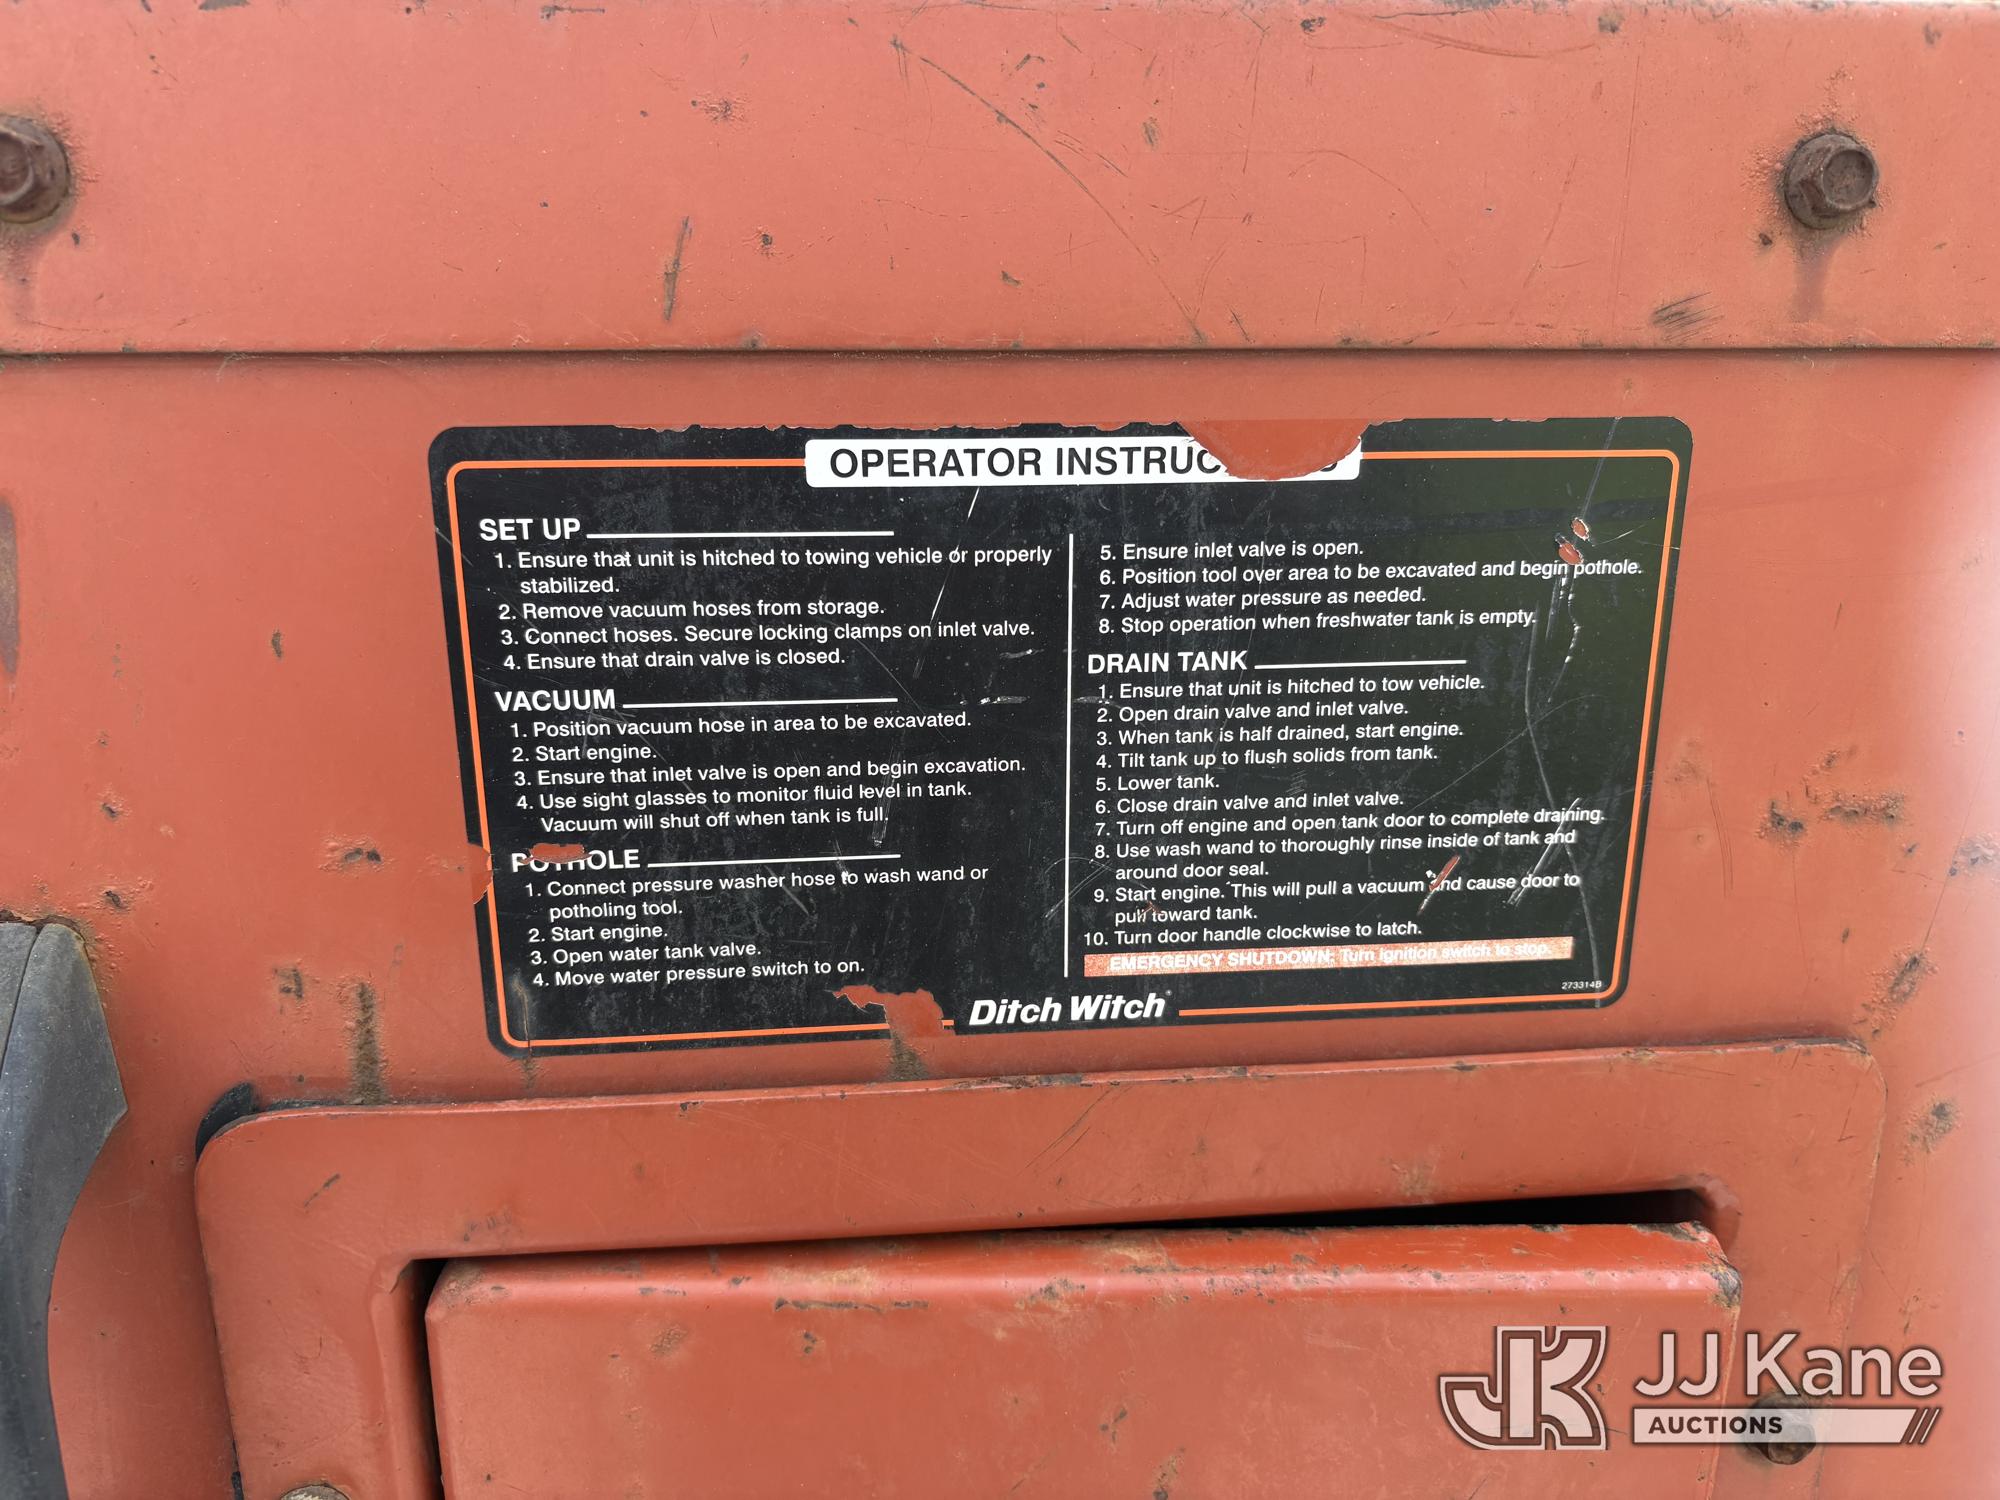 OPERATOR
SET UP
1. Ensure that unit is hitched to towing vehicle or properly
stabilized.
2. Remove vacuum hoses from storage.
3. Connect hoses. Secure locking clamps on inlet valve.
4. Ensure that drain valve is closed.
VACUUM
1. Position vacuum hose in area to be excavated.
2. Start engine.
3. Ensure that inlet valve is open and begin excavation.
4. Use sight glasses to monitor fluid level in tank.
Vacuum will shut off when tank is full.
POTHOLE
1. Connect pressure washer hose to wash wand or
potholing tool.
2. Start engine.
3. Open water tank valve.
4. Move water pressure switch to on.
5. Ensure inlet valve is open.
6. Position tool over area to be excavated and begin pothole.
7. Adjust water pressure as needed.
8. Stop operation when freshwater tank is empty.
DRAIN TANK
1. Ensure that unit is hitched to tow vehicle.
2. Open drain valve and inlet valve.
3. When tank is half drained, start engine.
4. Tilt tank up to flush solids from tank.
5. Lower tank.
6. Close drain valve and inlet valve.
7. Turn off engine and open tank door to complete draining.
8. Use wash wand to thoroughly rinse inside of tank and
around door seal.
9. Start engine. This will pull a vacuum and cause door to
pull toward tank.
10. Turn door handle clockwise to latch.
EMERGENCY SHUTDOWN: Turn ignition switch to stop.
273314B
Ditch Witch®
JK JJ Kane
AUCTIONS